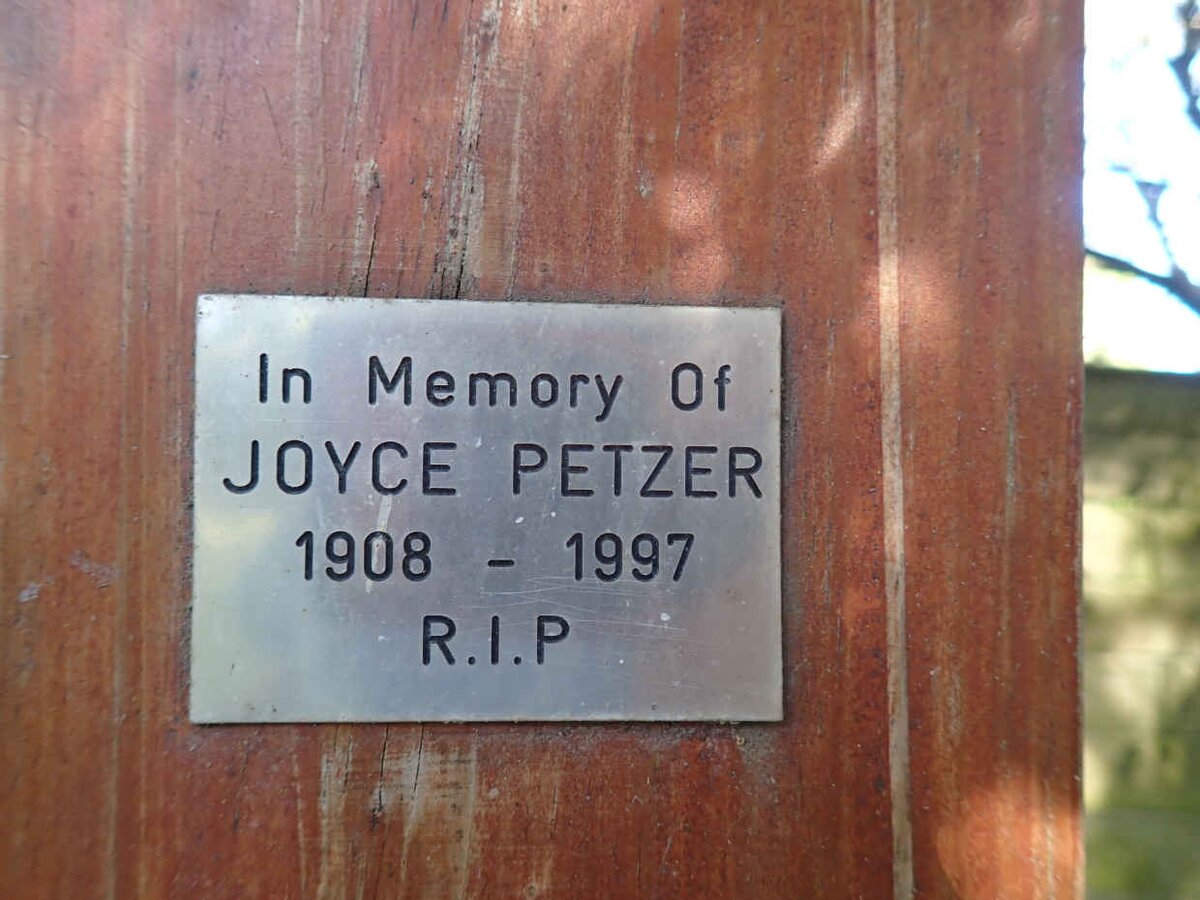 In Memory Of
JOYCE PETZER
1908 - 1997
R.I.P